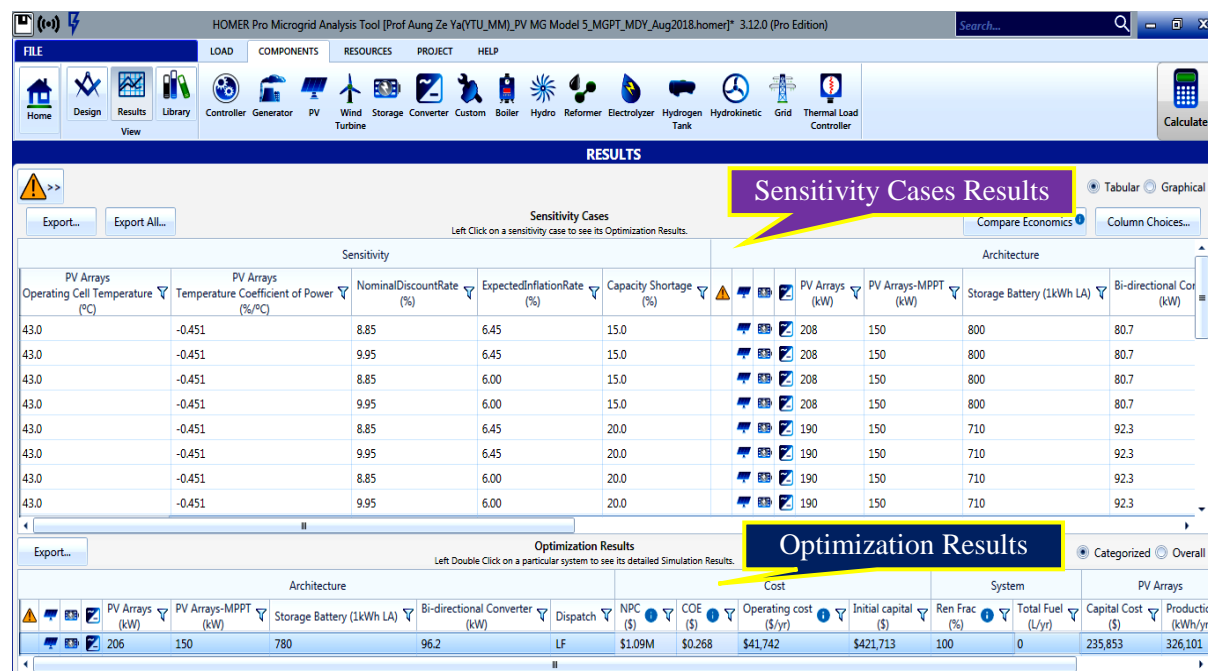 HOMER Pro Microgrid Analysis Tool [Prof Aung Ze Ya(YTU_MM)_PV MG Model 5_MGPT_MDY_Aug2018.homer]* 3.12.0 (Pro Edition) Search...
FILE LOAD COMPONENTS RESOURCES PROJECT HELP
Home Design Results Library Controller Generator PV Wind Turbine Storage Converter Custom Boiler Hydro Reformer Electrolyzer Hydrogen Tank Hydrokinetic Grid Thermal Load Controller Calculate
View
RESULTS
>> Sensitivity Cases Results Tabular Graphical
Export... Export All... Sensitivity Cases Compare Economics Column Choices...
Left Click on a sensitivity case to see its Optimization Results.
Sensitivity Architecture
PV Arrays Operating Cell Temperature (ºC) PV Arrays Temperature Coefficient of Power (%/ºC) NominalDiscountRate (%) ExpectedInflationRate (%) Capacity Shortage (%) PV Arrays (kW) PV Arrays-MPPT (kW) Storage Battery (1kWh LA) Bi-directional Cor (kW)
43.0 -0.451 8.85 6.45 15.0 208 150 800 80.7
43.0 -0.451 9.95 6.45 15.0 208 150 800 80.7
43.0 -0.451 8.85 6.00 15.0 208 150 800 80.7
43.0 -0.451 9.95 6.00 15.0 208 150 800 80.7
43.0 -0.451 8.85 6.45 20.0 190 150 710 92.3
43.0 -0.451 9.95 6.45 20.0 190 150 710 92.3
43.0 -0.451 8.85 6.00 20.0 190 150 710 92.3
43.0 -0.451 9.95 6.00 20.0 190 150 710 92.3
Export... Optimization Results Optimization Results Categorized Overall
Left Double Click on a particular system to see its detailed Simulation Results.
Architecture Cost System PV Arrays
PV Arrays (kW) PV Arrays-MPPT (kW) Storage Battery (1kWh LA) Bi-directional Converter (kW) Dispatch NPC ($) COE ($) Operating cost ($/yr) Initial capital ($) Ren Frac (%) Total Fuel (L/yr) Capital Cost ($) Productio (kWh/yr
206 150 780 96.2 LF $1.09M $0.268 $41,742 $421,713 100 0 235,853 326,101